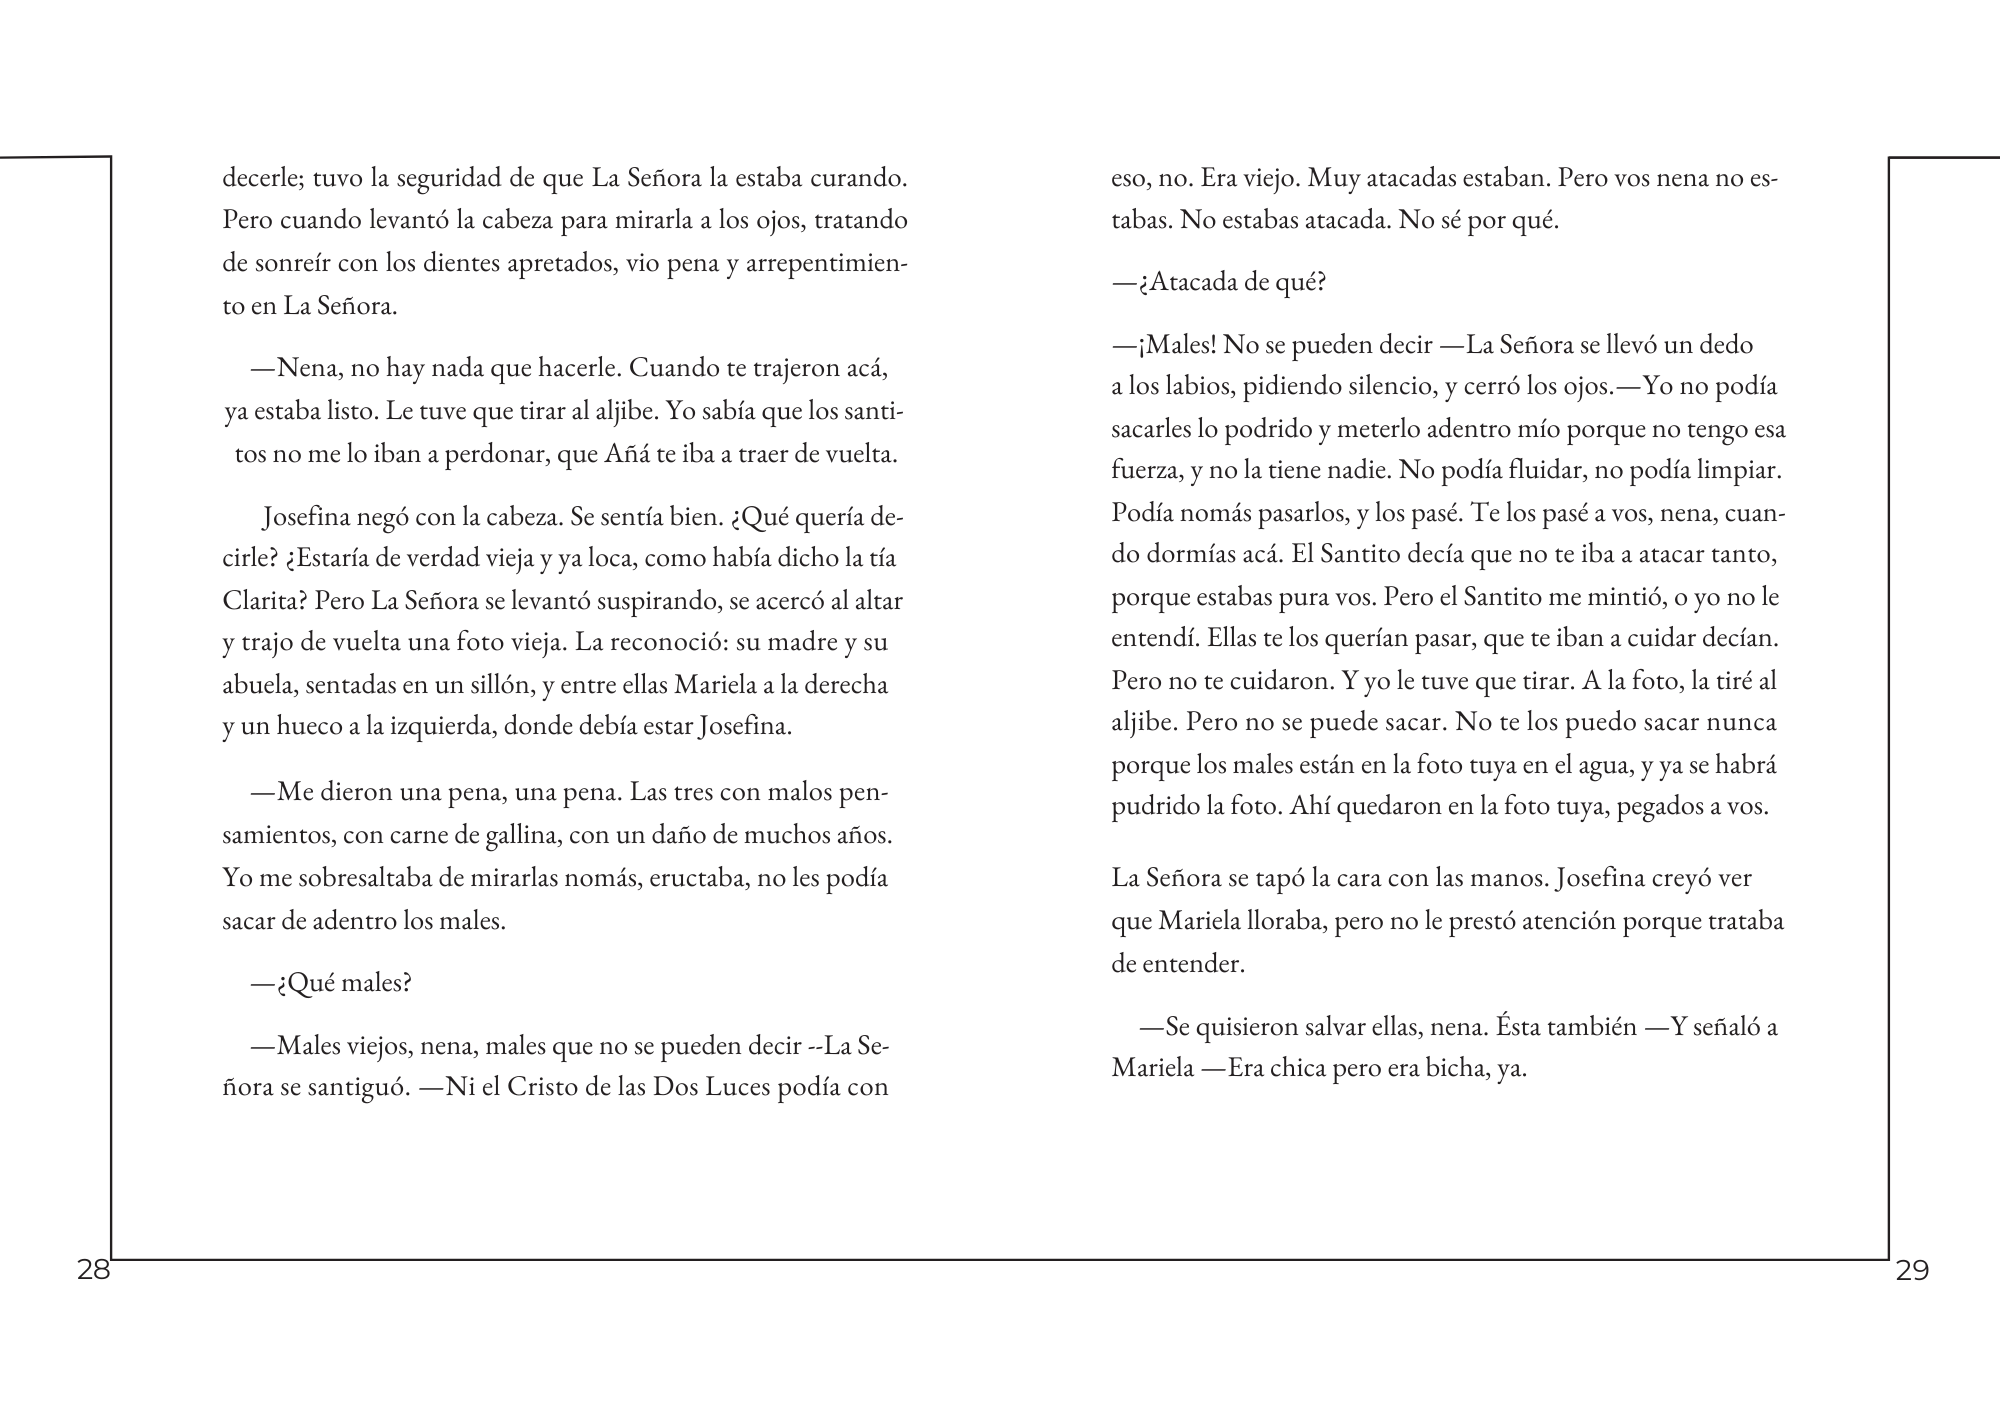 decerle; tuvo la seguridad de que La Señora la estaba curando.
Pero cuando levantó la cabeza para mirarla a los ojos, tratando
de sonreír con los dientes apretados, vio pena y arrepentimien-
to en La Señora.
—Nena, no hay nada que hacerle. Cuando te trajeron acá,
ya estaba listo. Le tuve que tirar al aljibe. Yo sabía que los santi-
tos no me lo iban a perdonar, que Añá te iba a traer de vuelta.
Josefina negó con la cabeza. Se sentía bien. ¿Qué quería de-
cirle? ¿Estaría de verdad vieja y ya loca, como había dicho la tía
Clarita? Pero La Señora se levantó suspirando, se acercó al altar
y trajo de vuelta una foto vieja. La reconoció: su madre y su
abuela, sentadas en un sillón, y entre ellas Mariela a la derecha
y un hueco a la izquierda, donde debía estar Josefina.
—Me dieron una pena, una pena. Las tres con malos pen-
samientos, con carne de gallina, con un daño de muchos años.
Yo me sobresaltaba de mirarlas nomás, eructaba, no les podía
sacar de adentro los males.
—¿Qué males?
—Males viejos, nena, males que no se pueden decir --La Se-
ñora se santiguó. —Ni el Cristo de las Dos Luces podía con
28
eso, no. Era viejo. Muy atacadas estaban. Pero vos nena no es-
tabas. No estabas atacada. No sé por qué.
—¿Atacada de qué?
—¡Males! No se pueden decir —La Señora se llevó un dedo
a los labios, pidiendo silencio, y cerró los ojos.—Yo no podía
sacarles lo podrido y meterlo adentro mío porque no tengo esa
fuerza, y no la tiene nadie. No podía fluidar, no podía limpiar.
Podía nomás pasarlos, y los pasé. Te los pasé a vos, nena, cuan-
do dormías acá. El Santito decía que no te iba a atacar tanto,
porque estabas pura vos. Pero el Santito me mintió, o yo no le
entendí. Ellas te los querían pasar, que te iban a cuidar decían.
Pero no te cuidaron. Y yo le tuve que tirar. A la foto, la tiré al
aljibe. Pero no se puede sacar. No te los puedo sacar nunca
porque los males están en la foto tuya en el agua, y ya se habrá
pudrido la foto. Ahí quedaron en la foto tuya, pegados a vos.
La Señora se tapó la cara con las manos. Josefina creyó ver
que Mariela lloraba, pero no le prestó atención porque trataba
de entender.
—Se quisieron salvar ellas, nena. Ésta también —Y señaló a
Mariela —Era chica pero era bicha, ya.
29